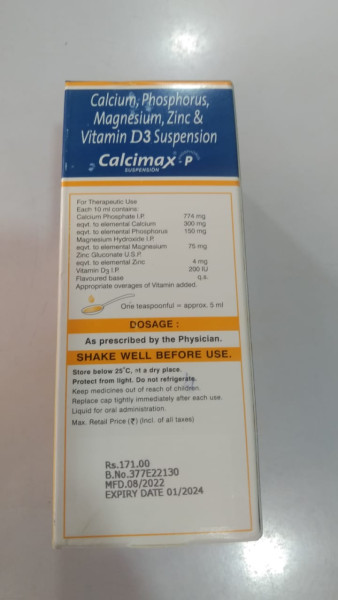 Calcium, Phosphorus,
Magnesium, Zinc &
Vitamin D3 Suspension
Calcimax-P
SUSPENSION
For Therapeutic Use
Each 10 ml contains:
Calcium Phosphate I.P. 774 mg
eqvt. to elemental Calcium 300 mg
eqvt. to elemental Phosphorus 150 mg
Magnesium Hydroxide I.P.
eqvt. to elemental Magnesium 75 mg
Zinc Gluconate U.S.P.
eqvt. to elemental Zinc 4 mg
Vitamin D3 I.P. 200 IU
Flavoured base q.s.
Appropriate overages of Vitamin added.
One teaspoonful = approx. 5 ml
DOSAGE :
As prescribed by the Physician.
SHAKE WELL BEFORE USE.
Store below 25°C, in a dry place.
Protect from light. Do not refrigerate.
Keep medicines out of reach of children.
Replace cap tightly immediately after each use.
Liquid for oral administration.
Max. Retail Price (₹) (Incl. of all taxes)
Rs.171.00
B.No.377E22130
MFD.08/2022
EXPIRY DATE 01/2024